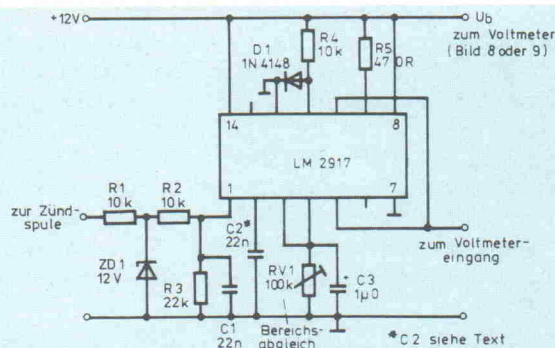 +12V
Ub
zum Voltmeter
(Bild 8 oder 9)
R4
10k
R5
470R
D1
1N4148
14
8
LM 2917
1
7
R1
10k
R2
10k
zur Zünd-
spule
ZD1
12V
R3
22k
C1
22n
C2*
22n
RV1
100k
C3
1µ0
+
Bereichs-
abgleich
zum Voltmeter-
eingang
*C2 siehe Text